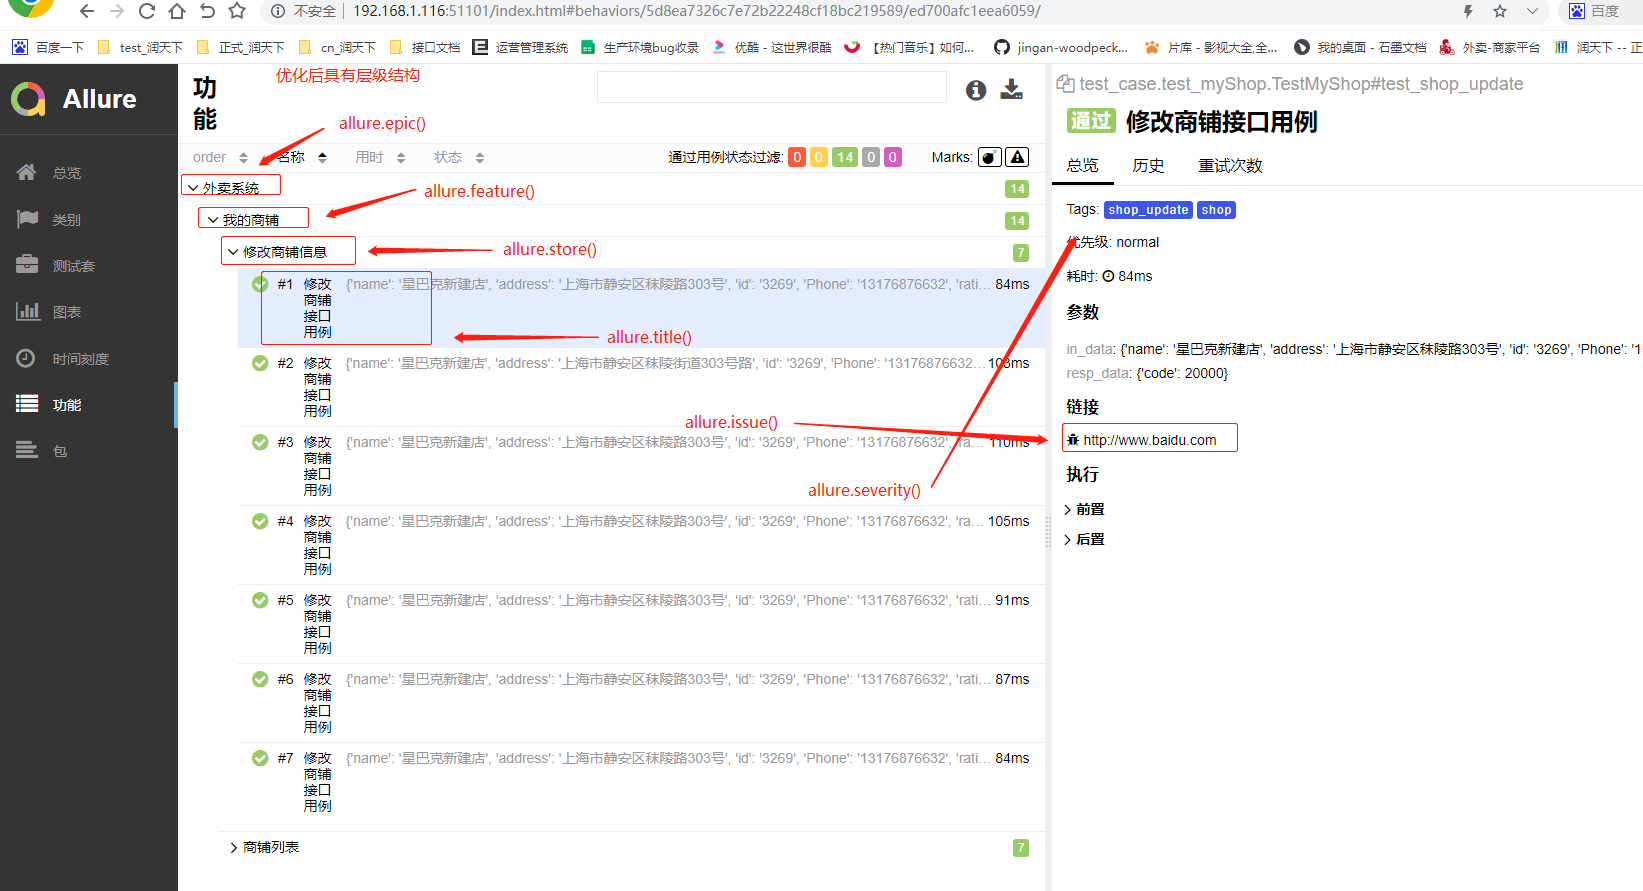 不安全 192.168.1.116:51101/index.html#behaviors/5d8ea7326c7e72b22248cf18bc219589/ed700afc1eea6059/ 百度
百度一下 test_润天下 正式_润天下 cn_润天下 接口文档 运营管理系统 生产环境bug收录 优酷 - 这世界很酷 【热门音乐】如何... jingan-woodpeck... 片库 - 影视大全,全... 我的桌面 - 石墨文档 外卖-商家平台 润天下 -- 正
Allure
总览
类别
测试套
图表
时间刻度
功能
包
功能
优化后具有层级结构
allure.epic()
order 名称 用时 状态 通过用例状态过滤: 0 0 14 0 0 Marks:
外卖系统 14
allure.feature()
我的商铺 14
allure.store()
修改商铺信息 7
#1 修改商铺接口用例 {'name': '星巴克新建店', 'address': '上海市静安区秣陵路303号', 'id': '3269', 'Phone': '13176876632', 'rati... 84ms
allure.title()
#2 修改商铺接口用例 {'name': '星巴克新建店', 'address': '上海市静安区秣陵街道303号路', 'id': '3269', 'Phone': '13176876632... 103ms
allure.issue()
#3 修改商铺接口用例 {'name': '星巴克新建店', 'address': '上海市静安区秣陵路303号', 'id': '3269', 'Phone': '13176876632', 'ra... 110ms
allure.severity()
#4 修改商铺接口用例 {'name': '星巴克新建店', 'address': '上海市静安区秣陵路303号', 'id': '3269', 'Phone': '13176876632', 'ra... 105ms
#5 修改商铺接口用例 {'name': '星巴克新建店', 'address': '上海市静安区秣陵路303号', 'id': '3269', 'Phone': '13176876632', 'rati... 91ms
#6 修改商铺接口用例 {'name': '星巴克新建店', 'address': '上海市静安区秣陵路303号', 'id': '3269', 'Phone': '13176876632', 'rati... 87ms
#7 修改商铺接口用例 {'name': '星巴克新建店', 'address': '上海市静安区秣陵路303号', 'id': '3269', 'Phone': '13176876632', 'rati... 84ms
商铺列表 7
test_case.test_myShop.TestMyShop#test_shop_update
通过 修改商铺接口用例
总览 历史 重试次数
Tags: shop_update shop
优先级: normal
耗时: 84ms
参数
in_data: {'name': '星巴克新建店', 'address': '上海市静安区秣陵路303号', 'id': '3269', 'Phone': '1
resp_data: {'code': 20000}
链接
http://www.baidu.com
执行
前置
后置